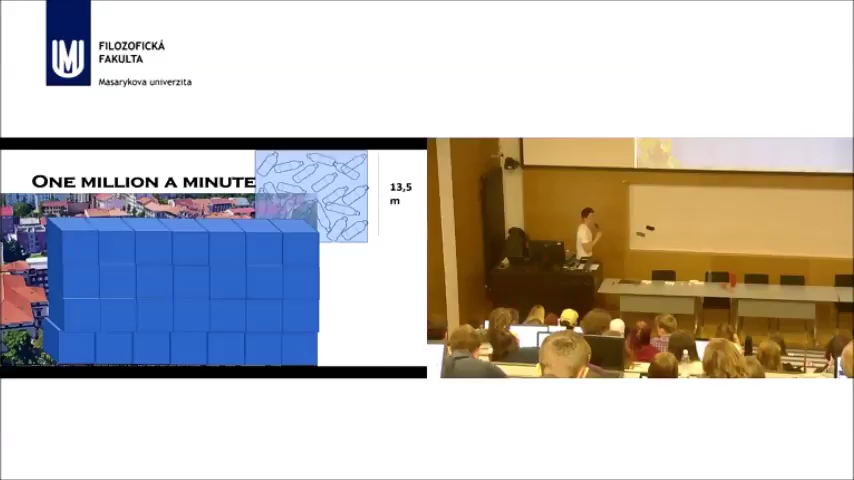 FILOZOFICKÁ
FAKULTA
Masarykova univerzita
ONE MILLION A MINUTE
13,5
m